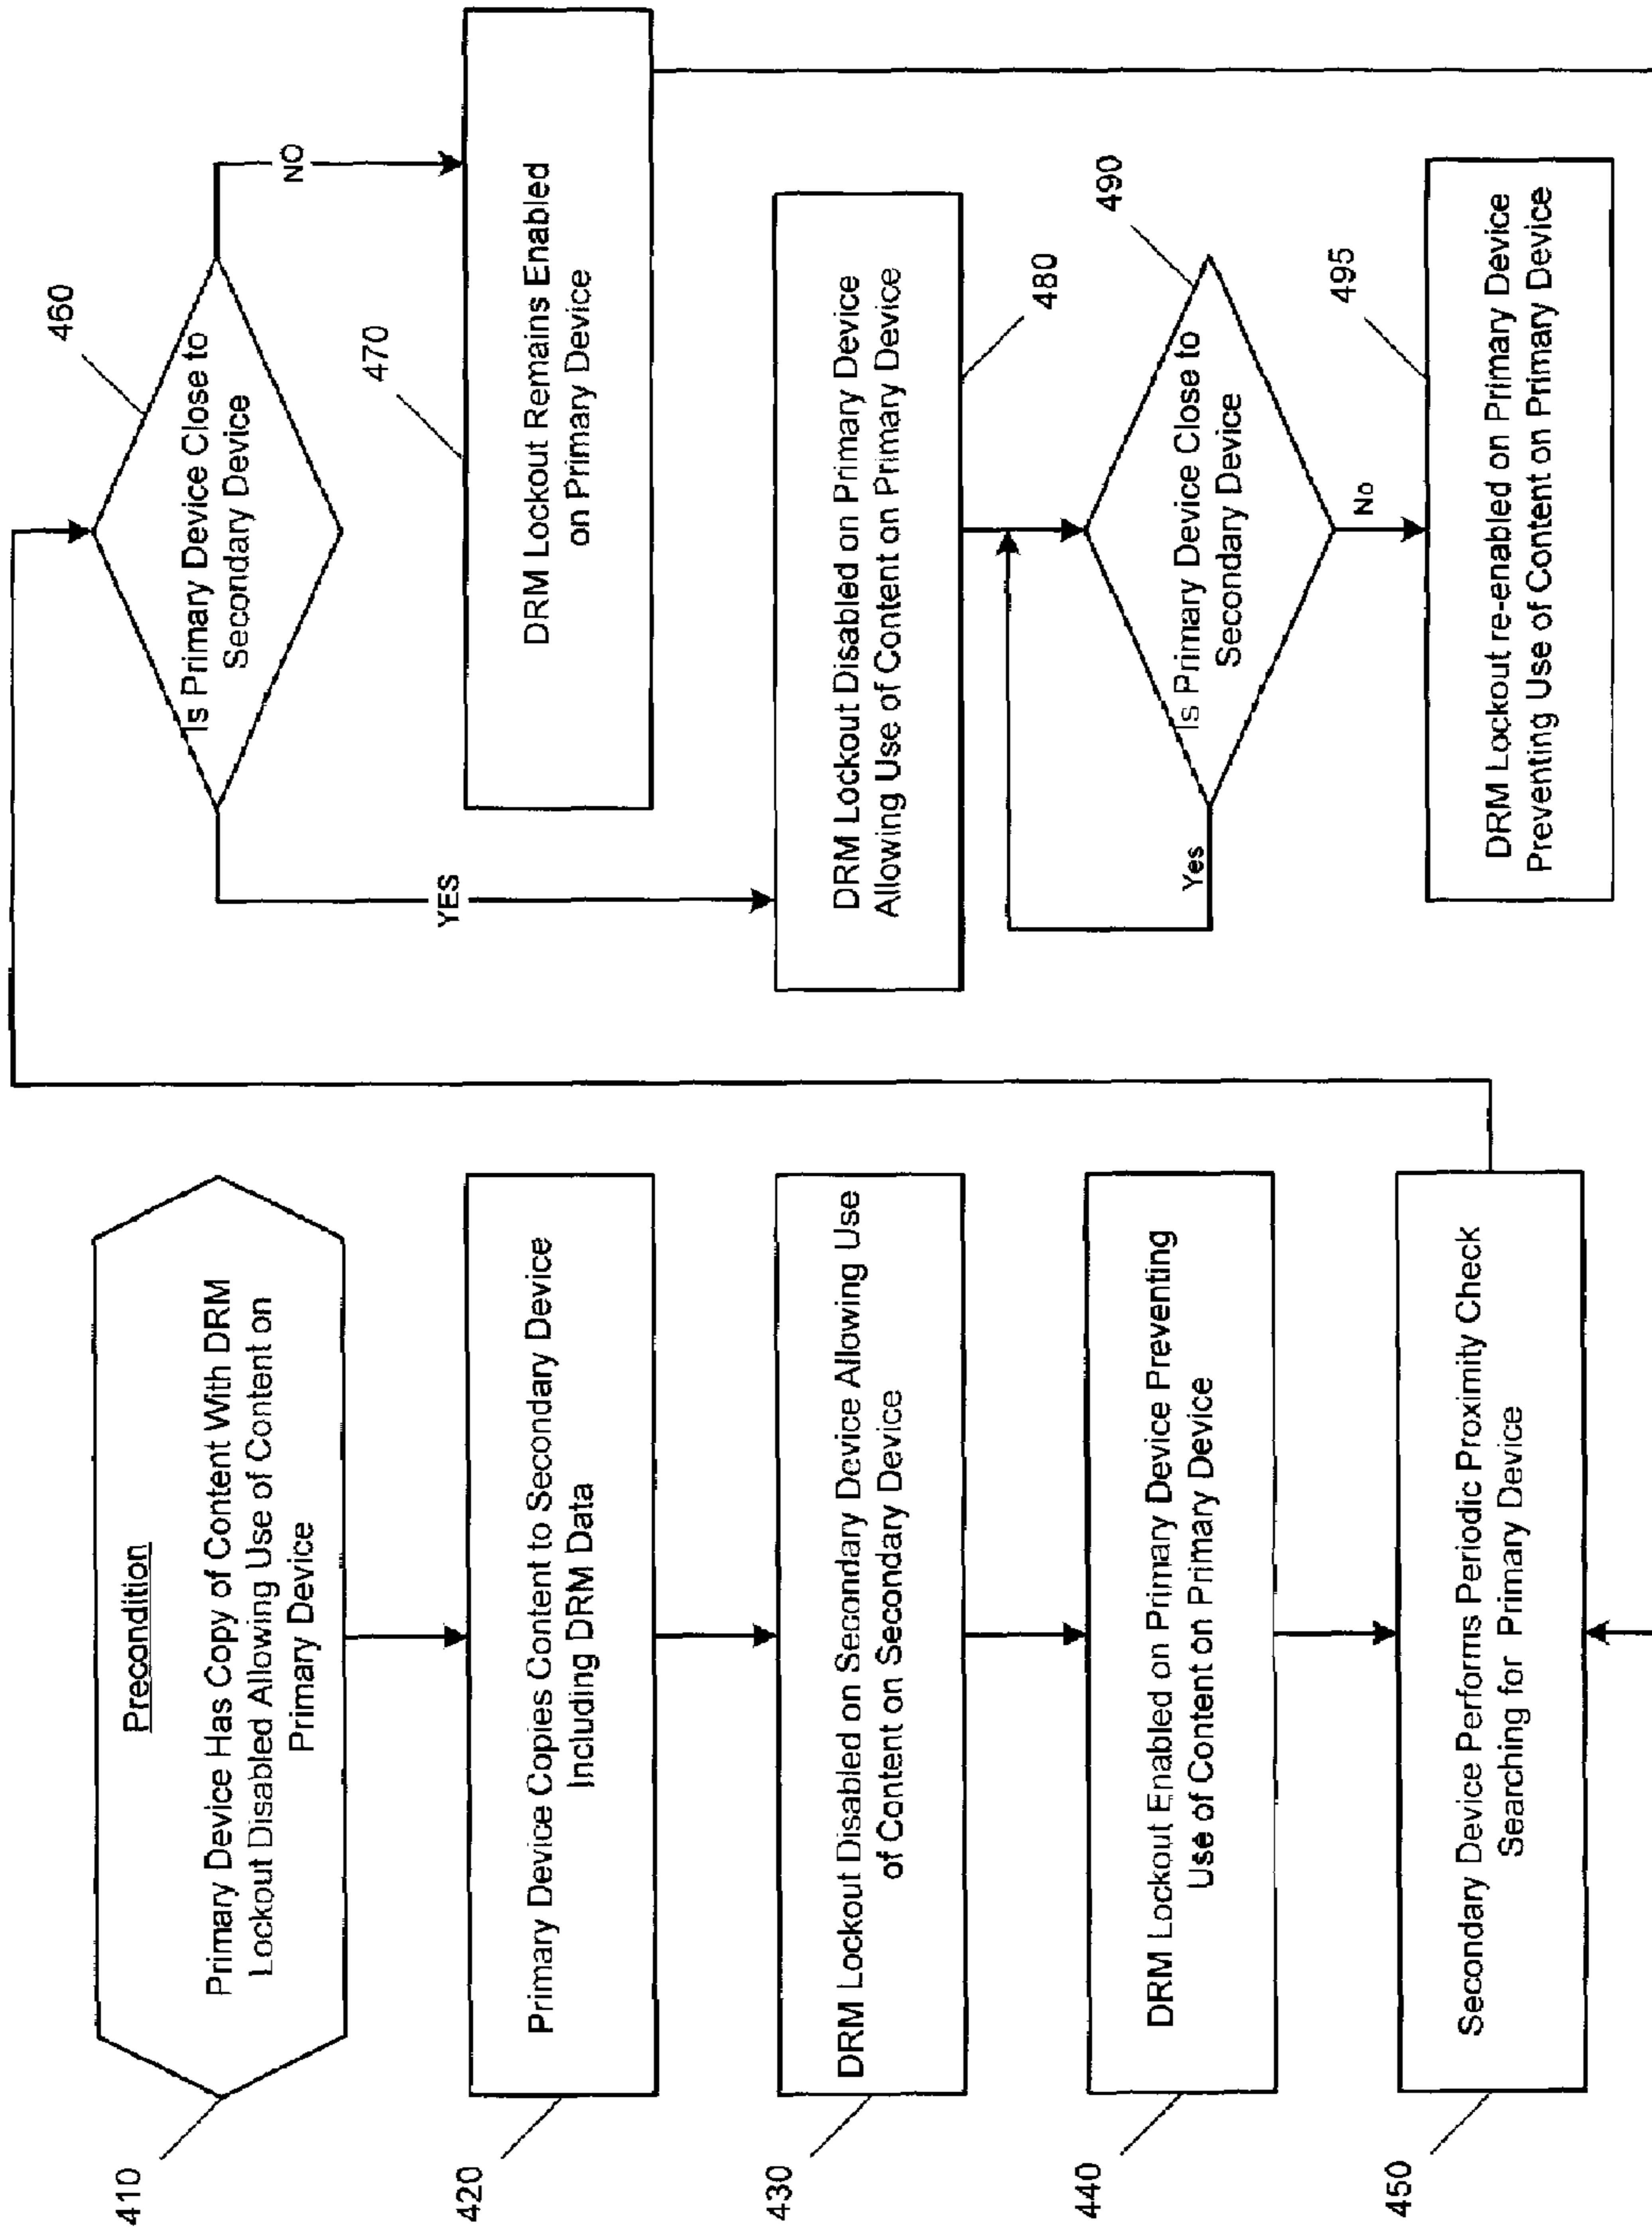 410
Precondition
Primary Device Has Copy of Content With DRM
Lockout Disabled Allowing Use of Content on
Primary Device
420
Primary Device Copies Content to Secondary Device
Including DRM Data
430
DRM Lockout Disabled on Secondary Device Allowing Use
of Content on Secondary Device
440
DRM Lockout Enabled on Primary Device Preventing
Use of Content on Primary Device
450
Secondary Device Performs Periodic Proximity Check
Searching for Primary Device
460
Is Primary Device Close to
Secondary Device
YES
NO
470
DRM Lockout Remains Enabled
on Primary Device
DRM Lockout Disabled on Primary Device
Allowing Use of Content on Primary Device
480
490
Is Primary Device Close to
Secondary Device
Yes
No
495
DRM Lockout re-enabled on Primary Device
Preventing Use of Content on Primary Device